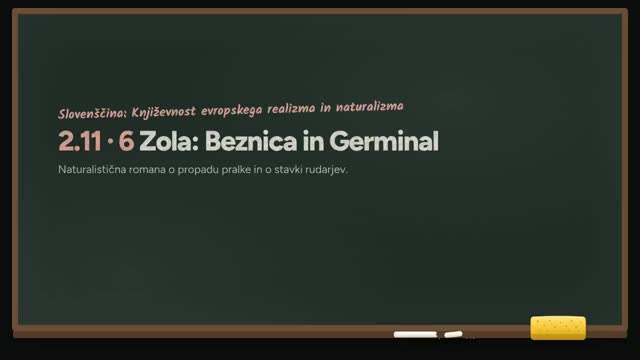 Slovenščina: Književnost evropskega realizma in naturalizma
2.11 · 6 Zola: Beznica in Germinal
Naturalistična romana o propadu pralke in o stavki rudarjev.